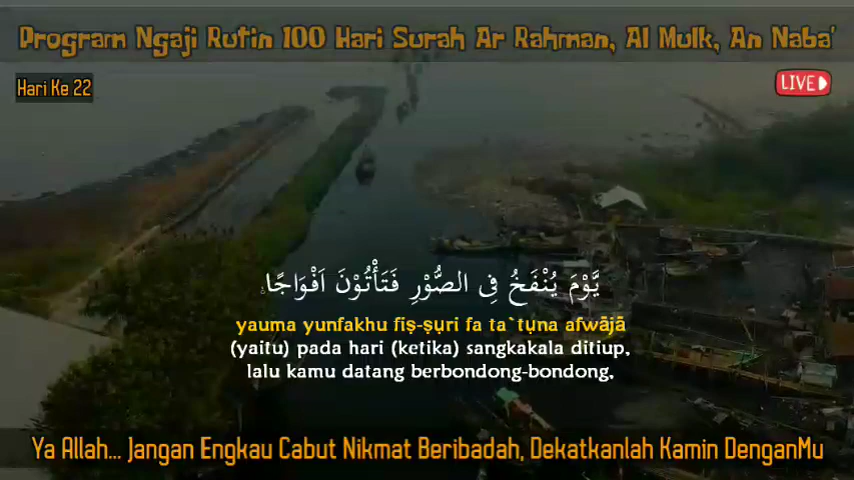 Program Ngaji Rutin 100 Hari Surah Ar Rahman, Al Mulk, An Naba'
Hari Ke 22
LIVE
يَّوْمَ يُنْفَخُ فِى الصُّوْرِ فَتَأْتُوْنَ اَفْوَاجًاۙ
yauma yunfakhu fiṣ-ṣụri fa ta`tụna afwājā
(yaitu) pada hari (ketika) sangkakala ditiup,
lalu kamu datang berbondong-bondong,
Ya Allah... Jangan Engkau Cabut Nikmat Beribadah, Dekatkanlah Kamin DenganMu